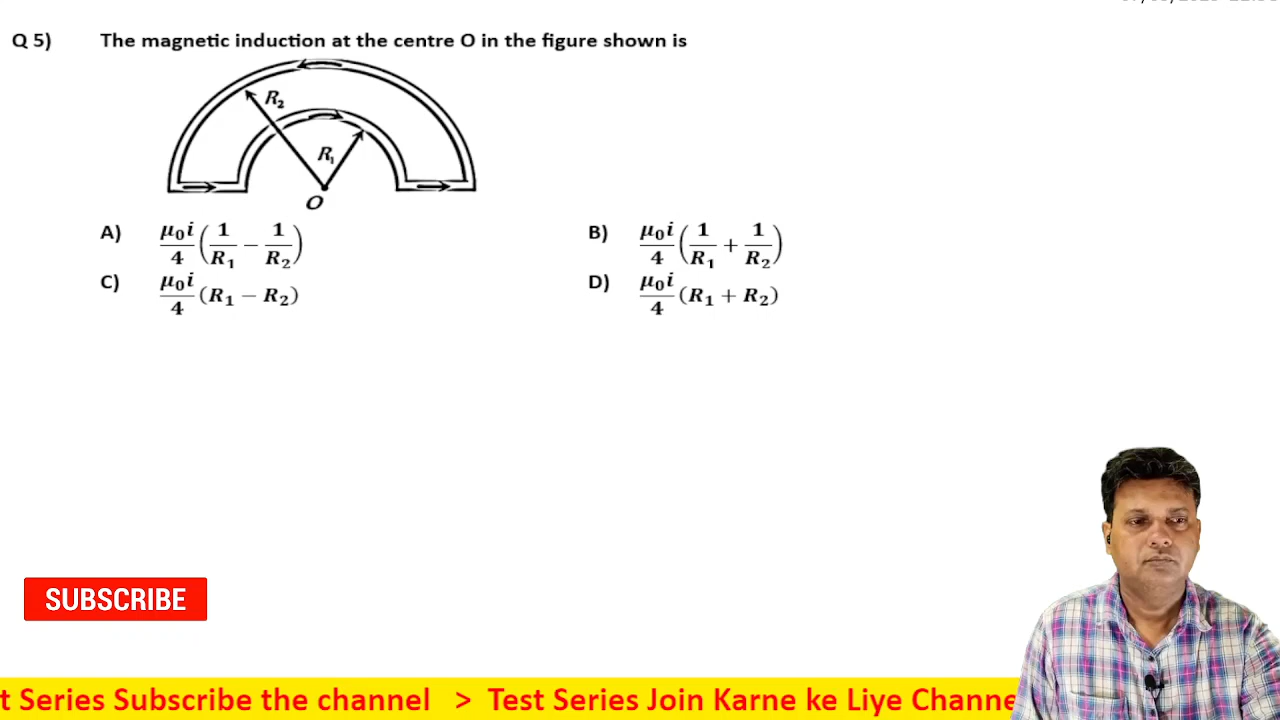 Q 5) The magnetic induction at the centre O in the figure shown is
R₂
R₁
O
A) μ₀i/4 (1/R₁ − 1/R₂) B) μ₀i/4 (1/R₁ + 1/R₂)
C) μ₀i/4 (R₁ − R₂) D) μ₀i/4 (R₁ + R₂)
SUBSCRIBE
t Series Subscribe the channel > Test Series Join Karne ke Liye Channe